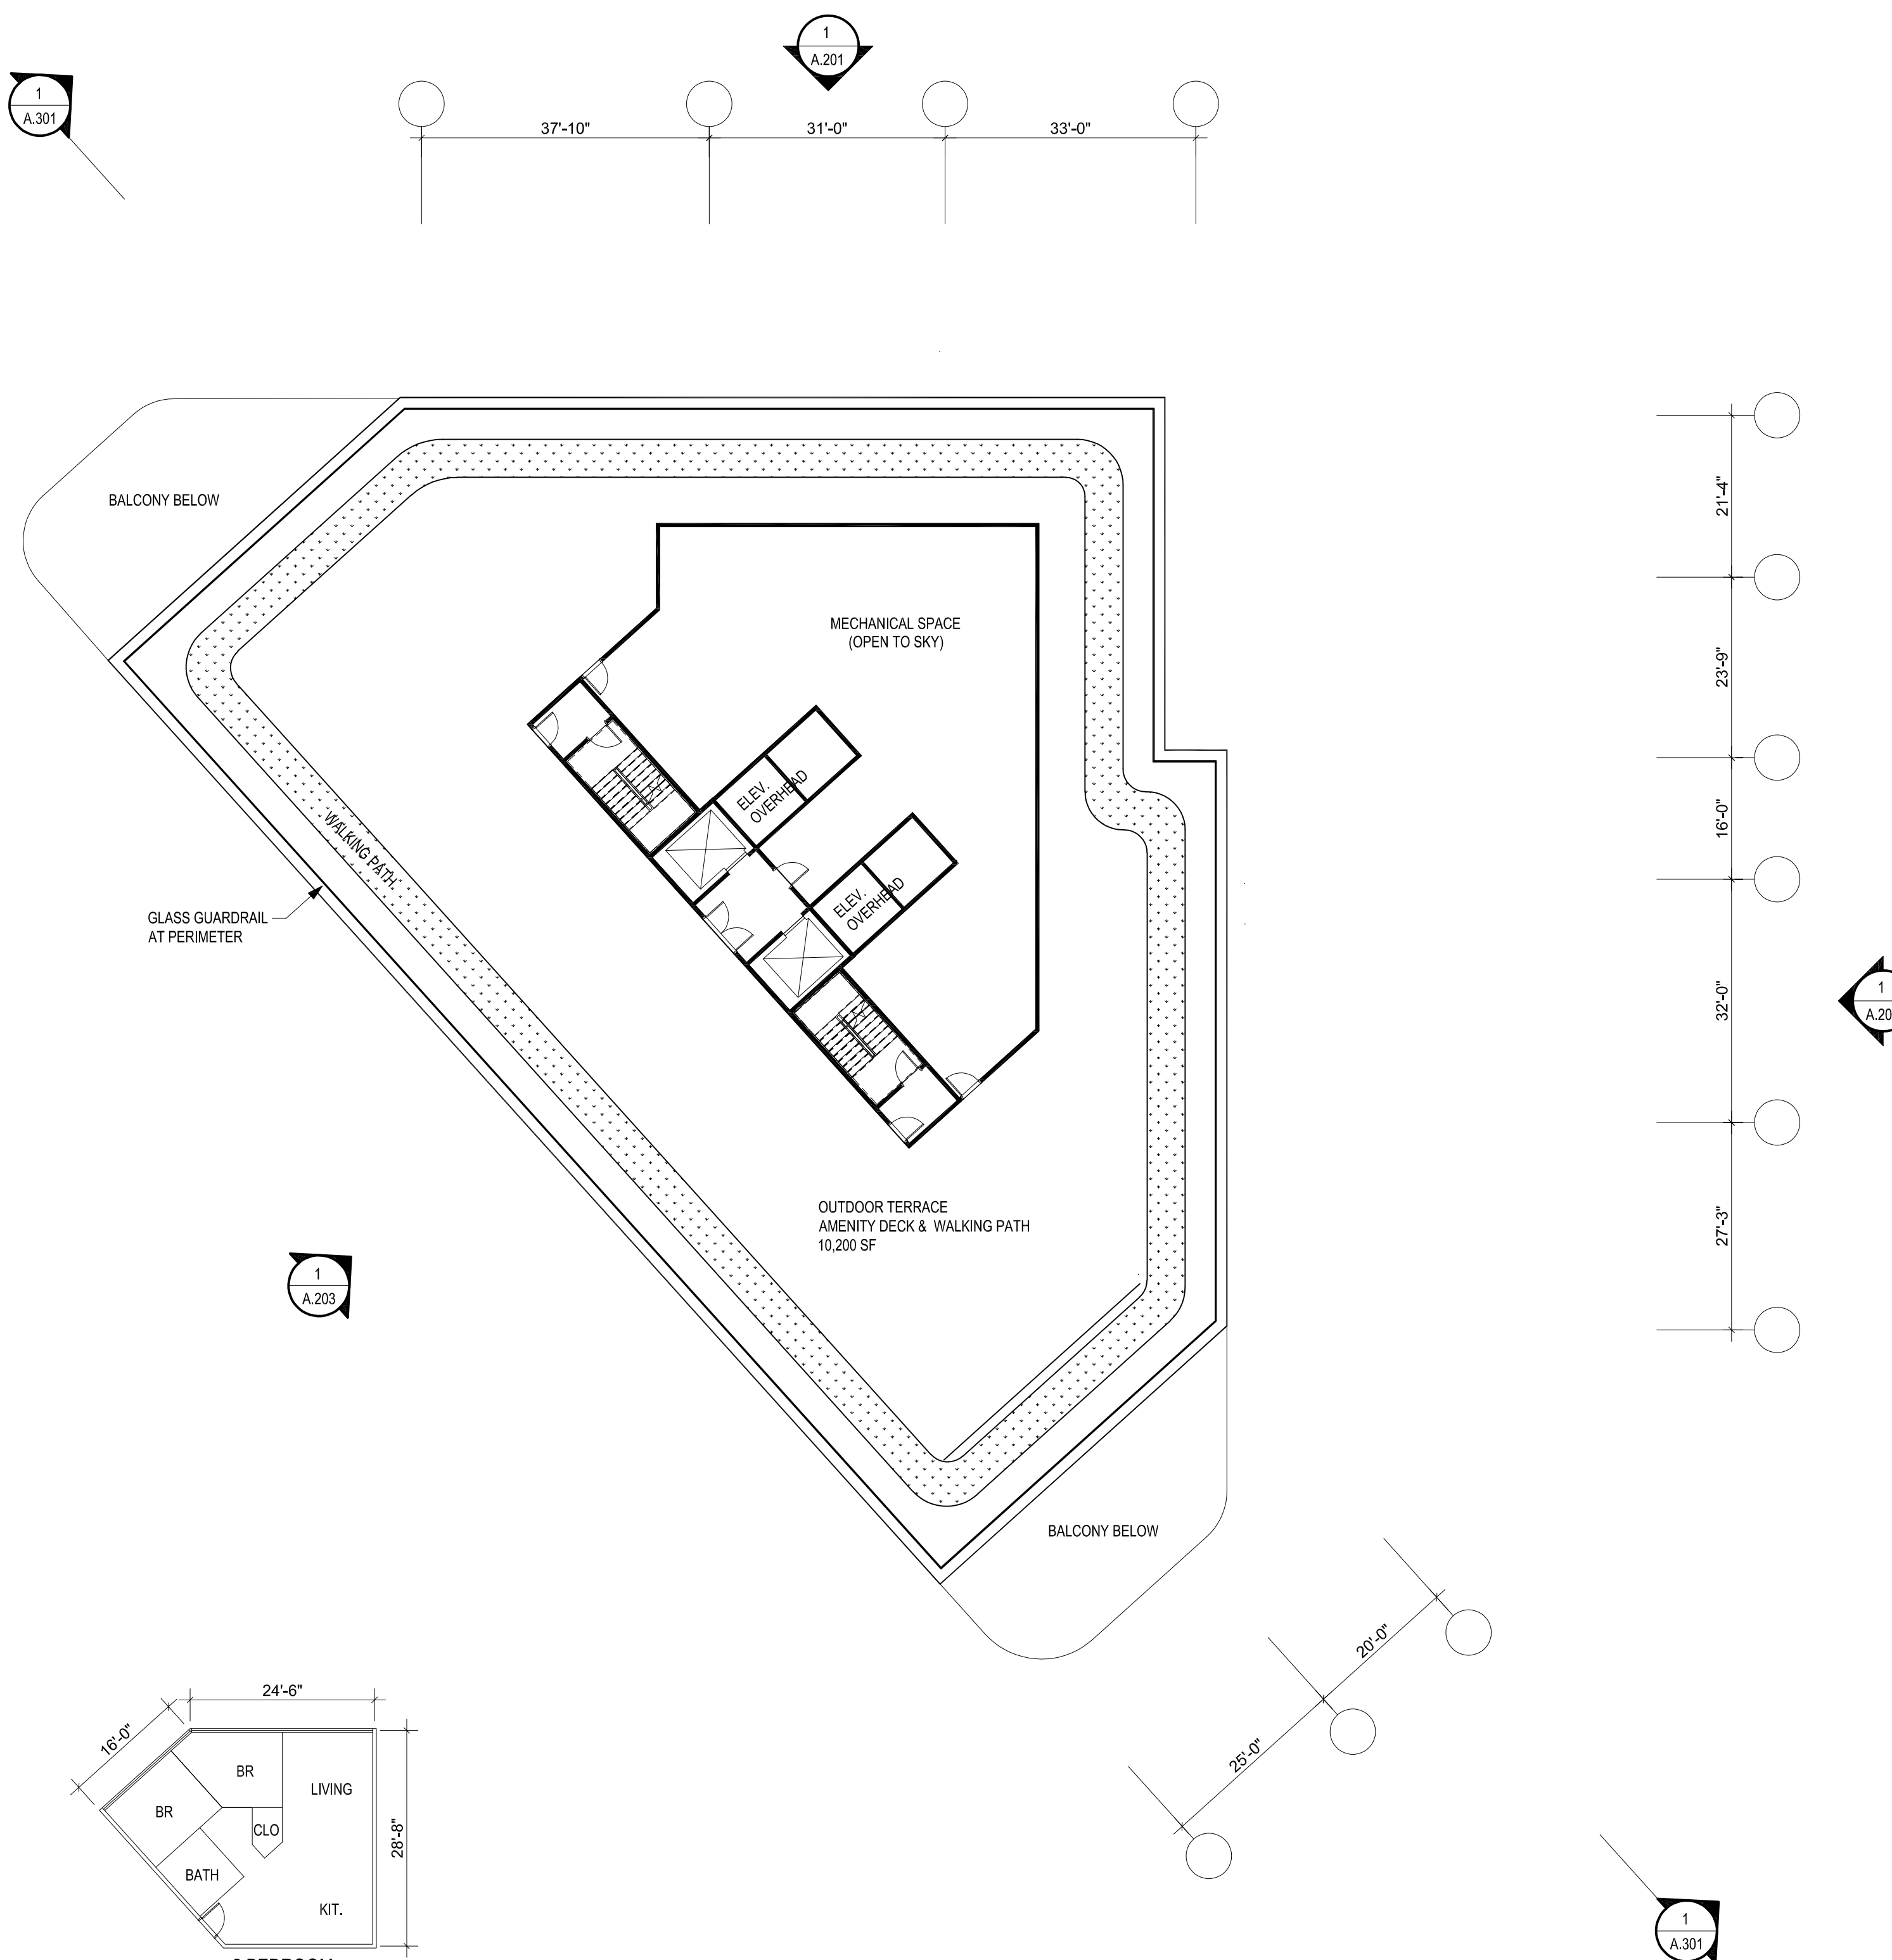 1
A.201
1
A.301
37'-10"
31'-0"
33'-0"
BALCONY BELOW
21'-4"
MECHANICAL SPACE
(OPEN TO SKY)
23'-9"
ELEV.
OVERHEAD
16'-0"
WALKING PATH
ELEV.
OVERHEAD
GLASS GUARDRAIL
AT PERIMETER
32'-0"
1
A.20
OUTDOOR TERRACE
AMENITY DECK & WALKING PATH
10,200 SF
27'-3"
1
A.203
BALCONY BELOW
20'-0"
25'-0"
24'-6"
16'-0"
BR
LIVING
BR
CLO
28'-8"
BATH
KIT.
1
A.301